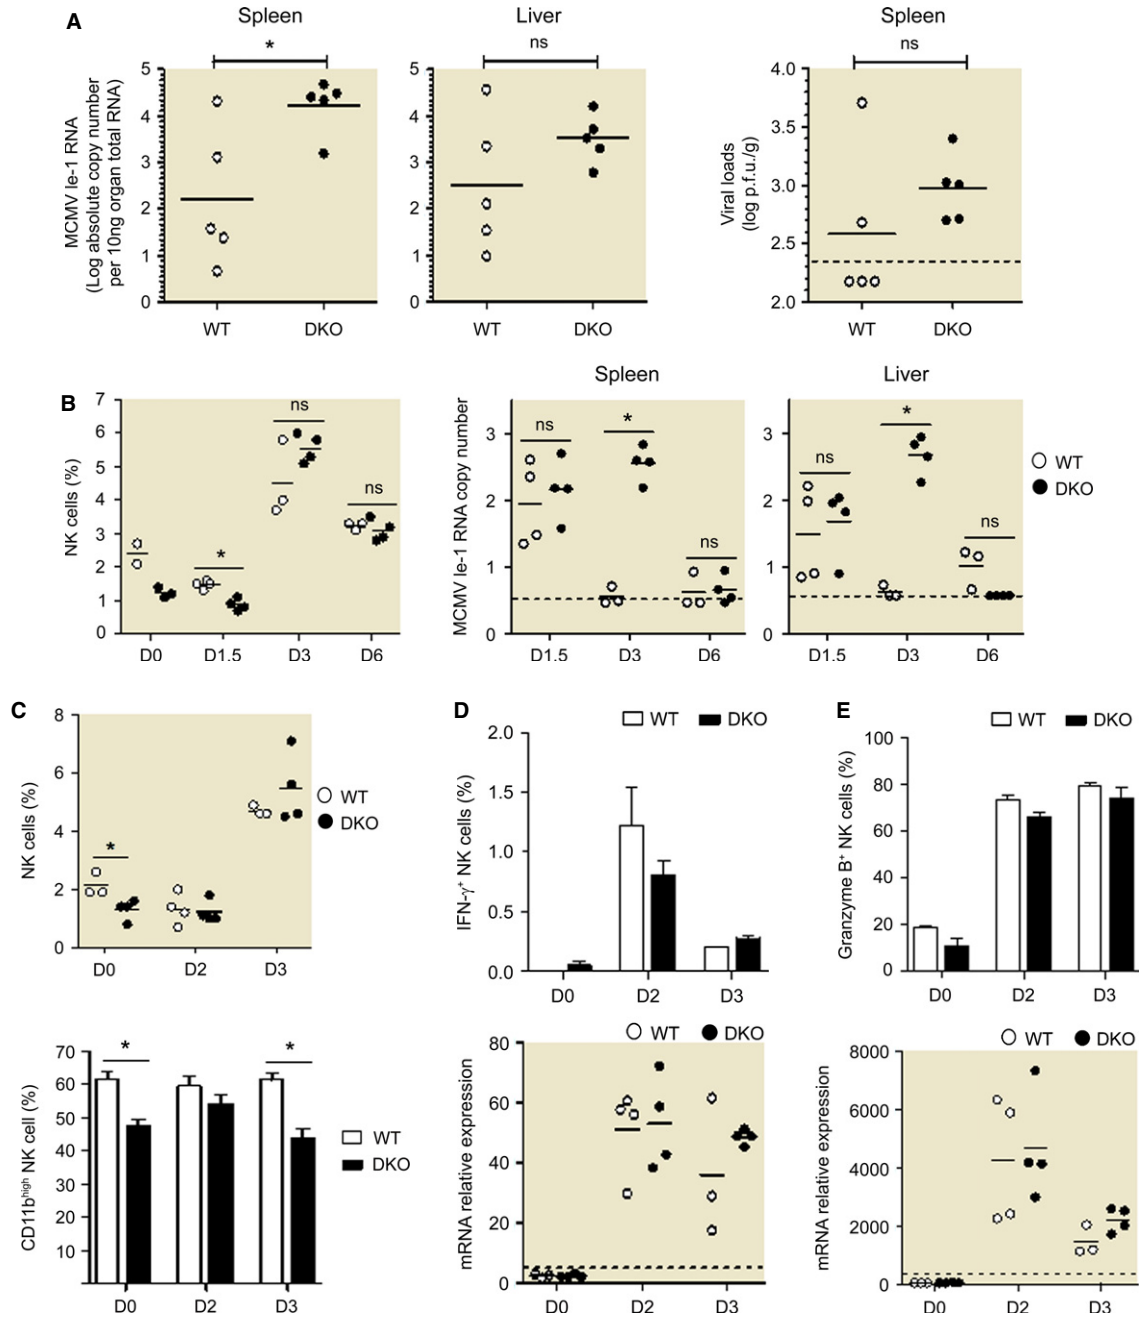 A
Spleen
Liver
Spleen
*
ns
ns
MCMV Ie-1 RNA
(Log absolute copy number
per 10ng organ total RNA)
5
4
3
2
1
0
WT
DKO
5
4
3
2
1
0
WT
DKO
Viral loads
(log p.f.u./g)
4.0
3.5
3.0
2.5
2.0
WT
DKO
B
NK cells (%)
7
6
5
4
3
2
1
0
*
ns
ns
D0
D1.5
D3
D6
Spleen
MCMV Ie-1 RNA copy number
3
2
1
0
ns
*
ns
D1.5
D3
D6
Liver
3
2
1
0
ns
*
ns
D1.5
D3
D6
WT
DKO
C
NK cells (%)
8
6
4
2
0
*
D0
D2
D3
WT
DKO
CD11bhigh NK cell (%)
70
60
50
40
30
20
10
*
*
D0
D2
D3
WT
DKO
D
WT
DKO
IFN-γ+ NK cells (%)
2.0
1.5
1.0
0.5
0.0
D0
D2
D3
WT
DKO
mRNA relative expression
80
60
40
20
0
D0
D2
D3
E
WT
DKO
Granzyme B+ NK cells (%)
100
80
60
40
20
0
D0
D2
D3
WT
DKO
mRNA relative expression
8000
6000
4000
2000
0
D0
D2
D3